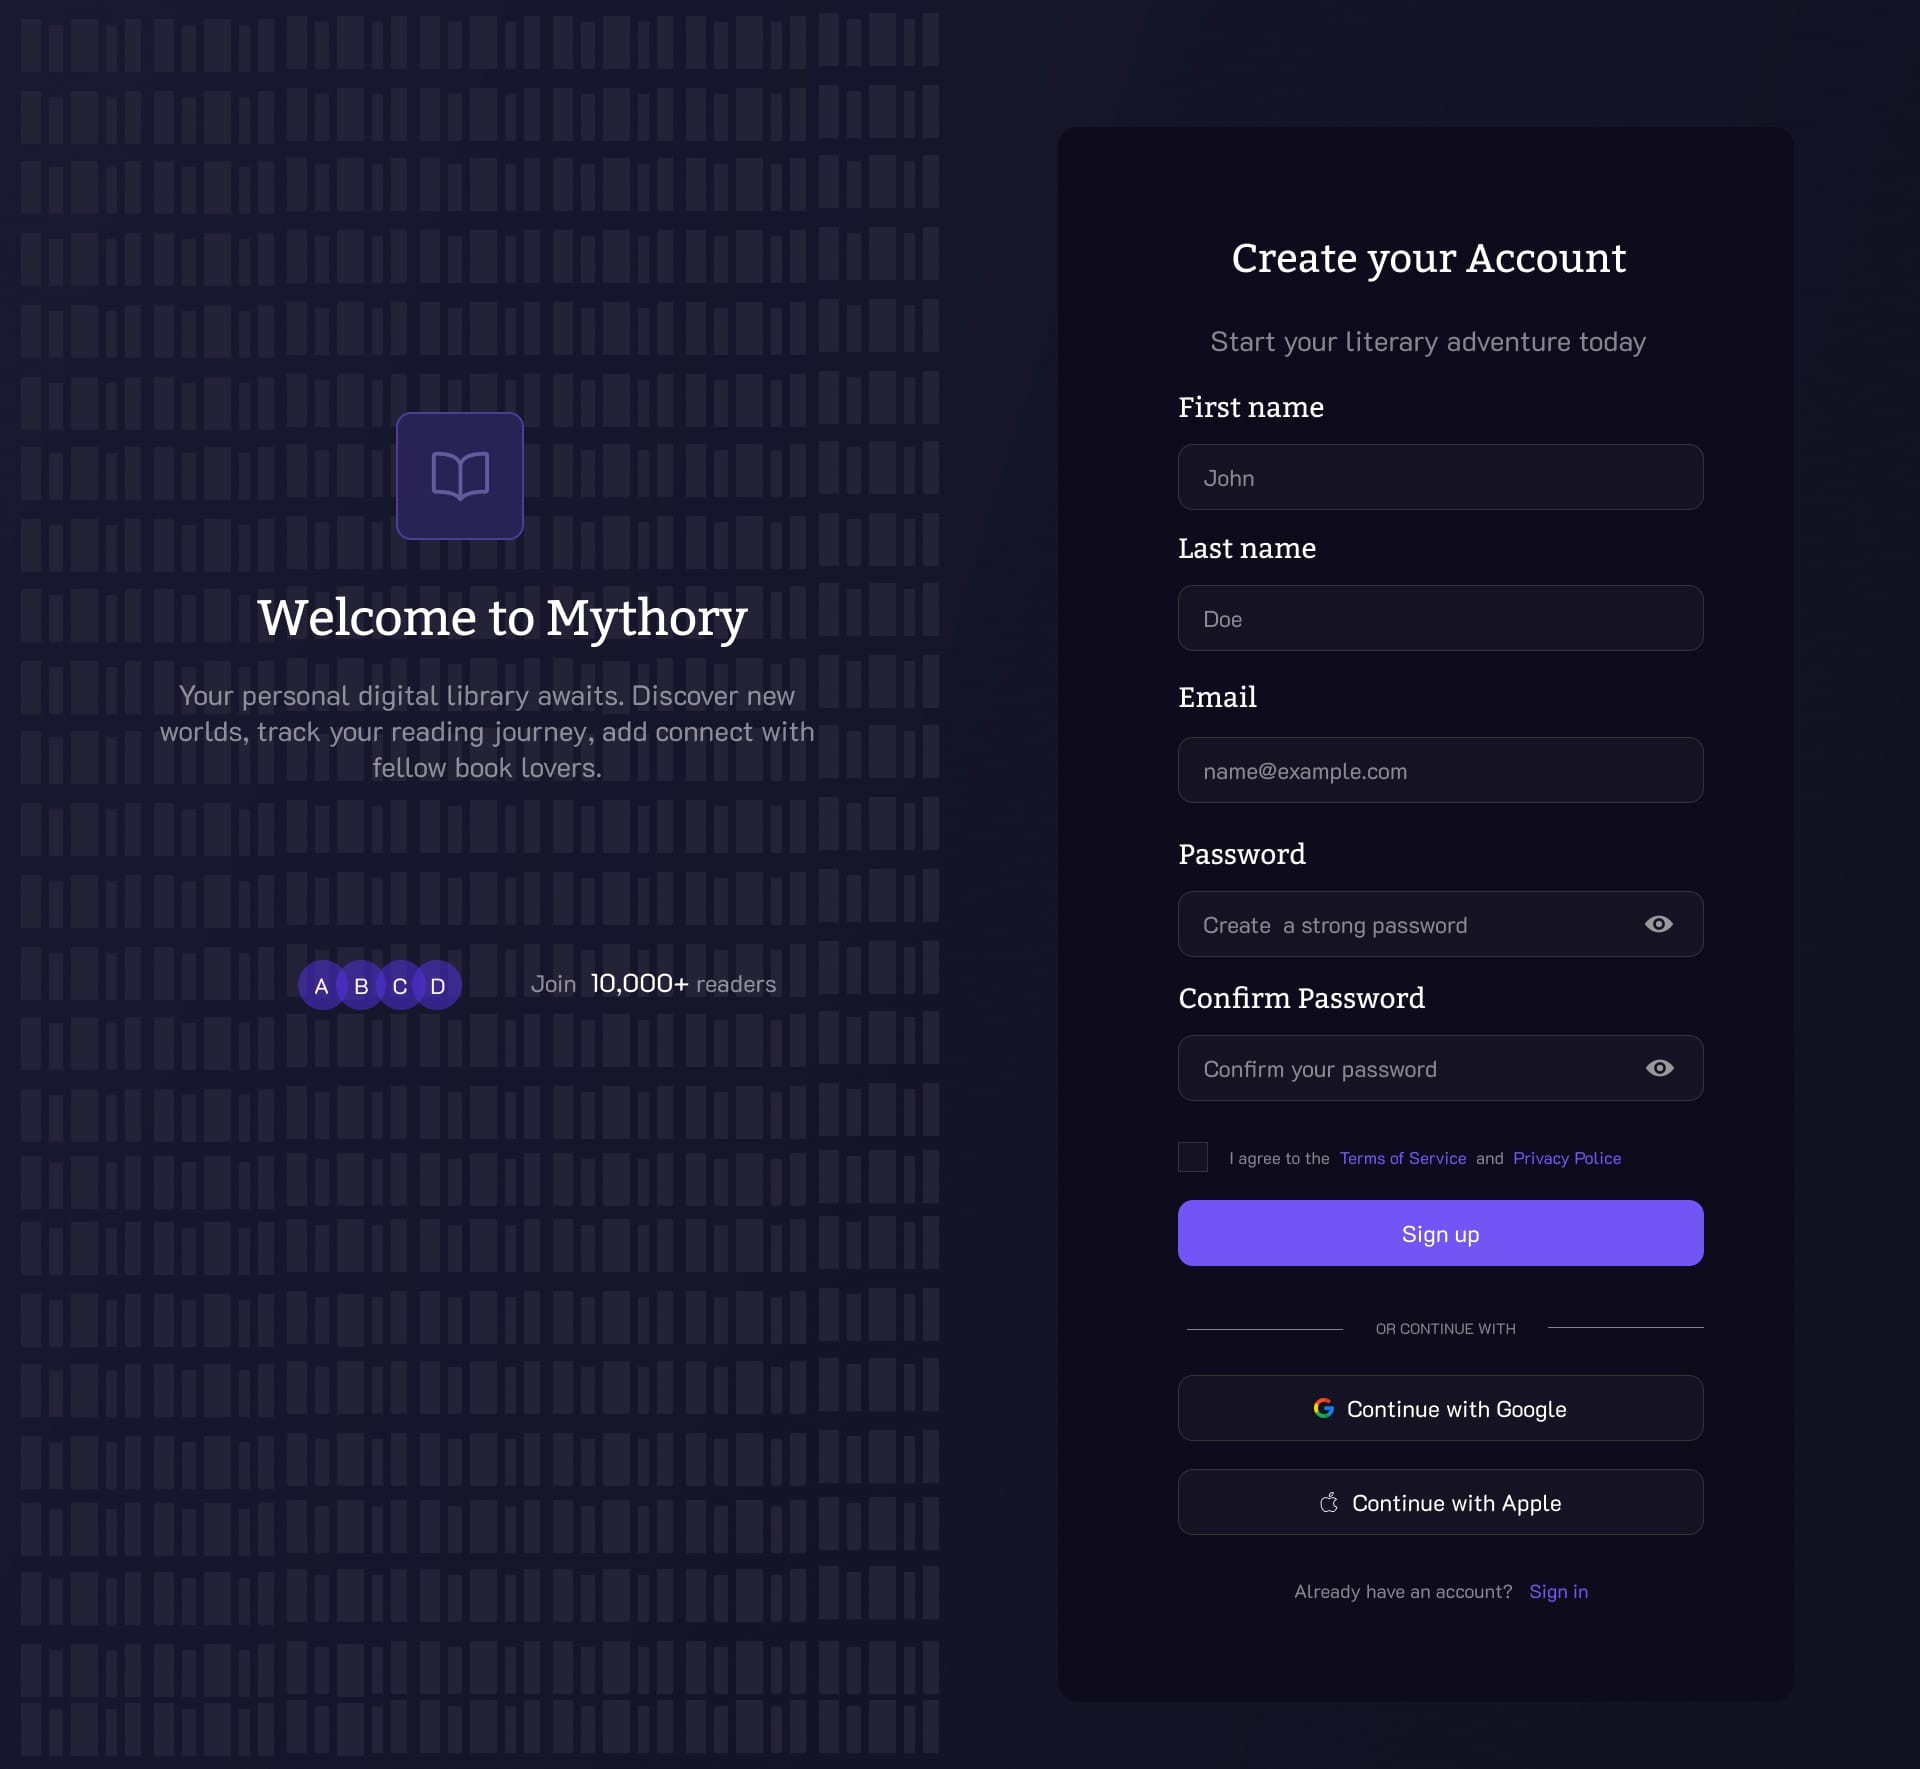 Welcome to Mythory
Your personal digital library awaits. Discover new
worlds, track your reading journey, add connect with
fellow book lovers.
A B C D
Join 10,000+ readers
Create your Account
Start your literary adventure today
First name
John
Last name
Doe
Email
name@example.com
Password
Create a strong password
Confirm Password
Confirm your password
I agree to the Terms of Service and Privacy Police
Sign up
OR CONTINUE WITH
Continue with Google
Continue with Apple
Already have an account? Sign in